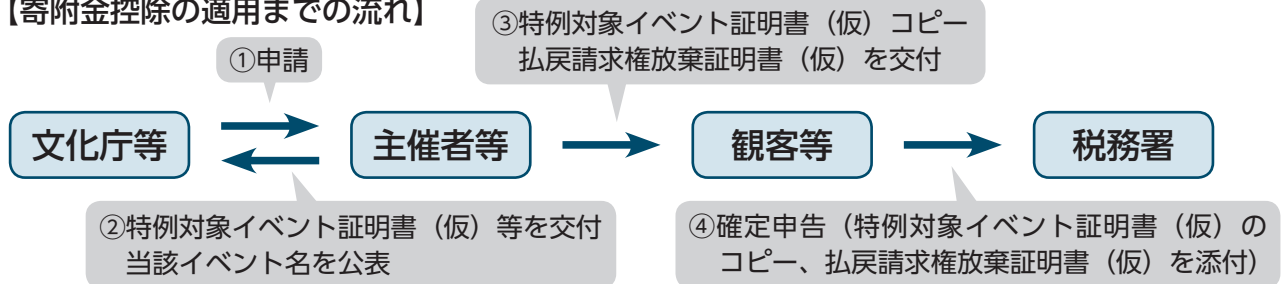 【寄附金控除の適用までの流れ】
③特例対象イベント証明書（仮）コピー
払戻請求権放棄証明書（仮）を交付
①申請
文化庁等
主催者等
観客等
税務署
②特例対象イベント証明書（仮）等を交付
当該イベント名を公表
④確定申告（特例対象イベント証明書（仮）の
コピー、払戻請求権放棄証明書（仮）を添付）